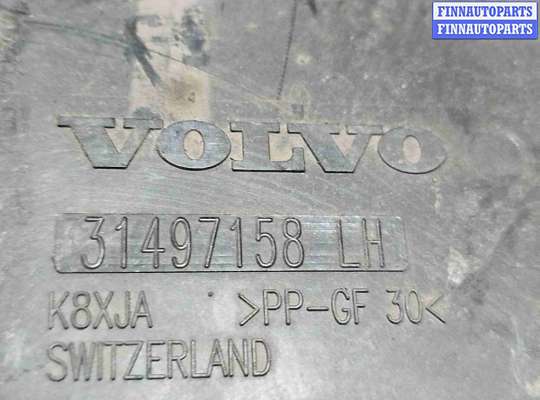 FINNAUTOPARTS
FINNAUTOPARTS
VOLVO
31497158 LH
K8XJA >PP-GF 30<
SWITZERLAND